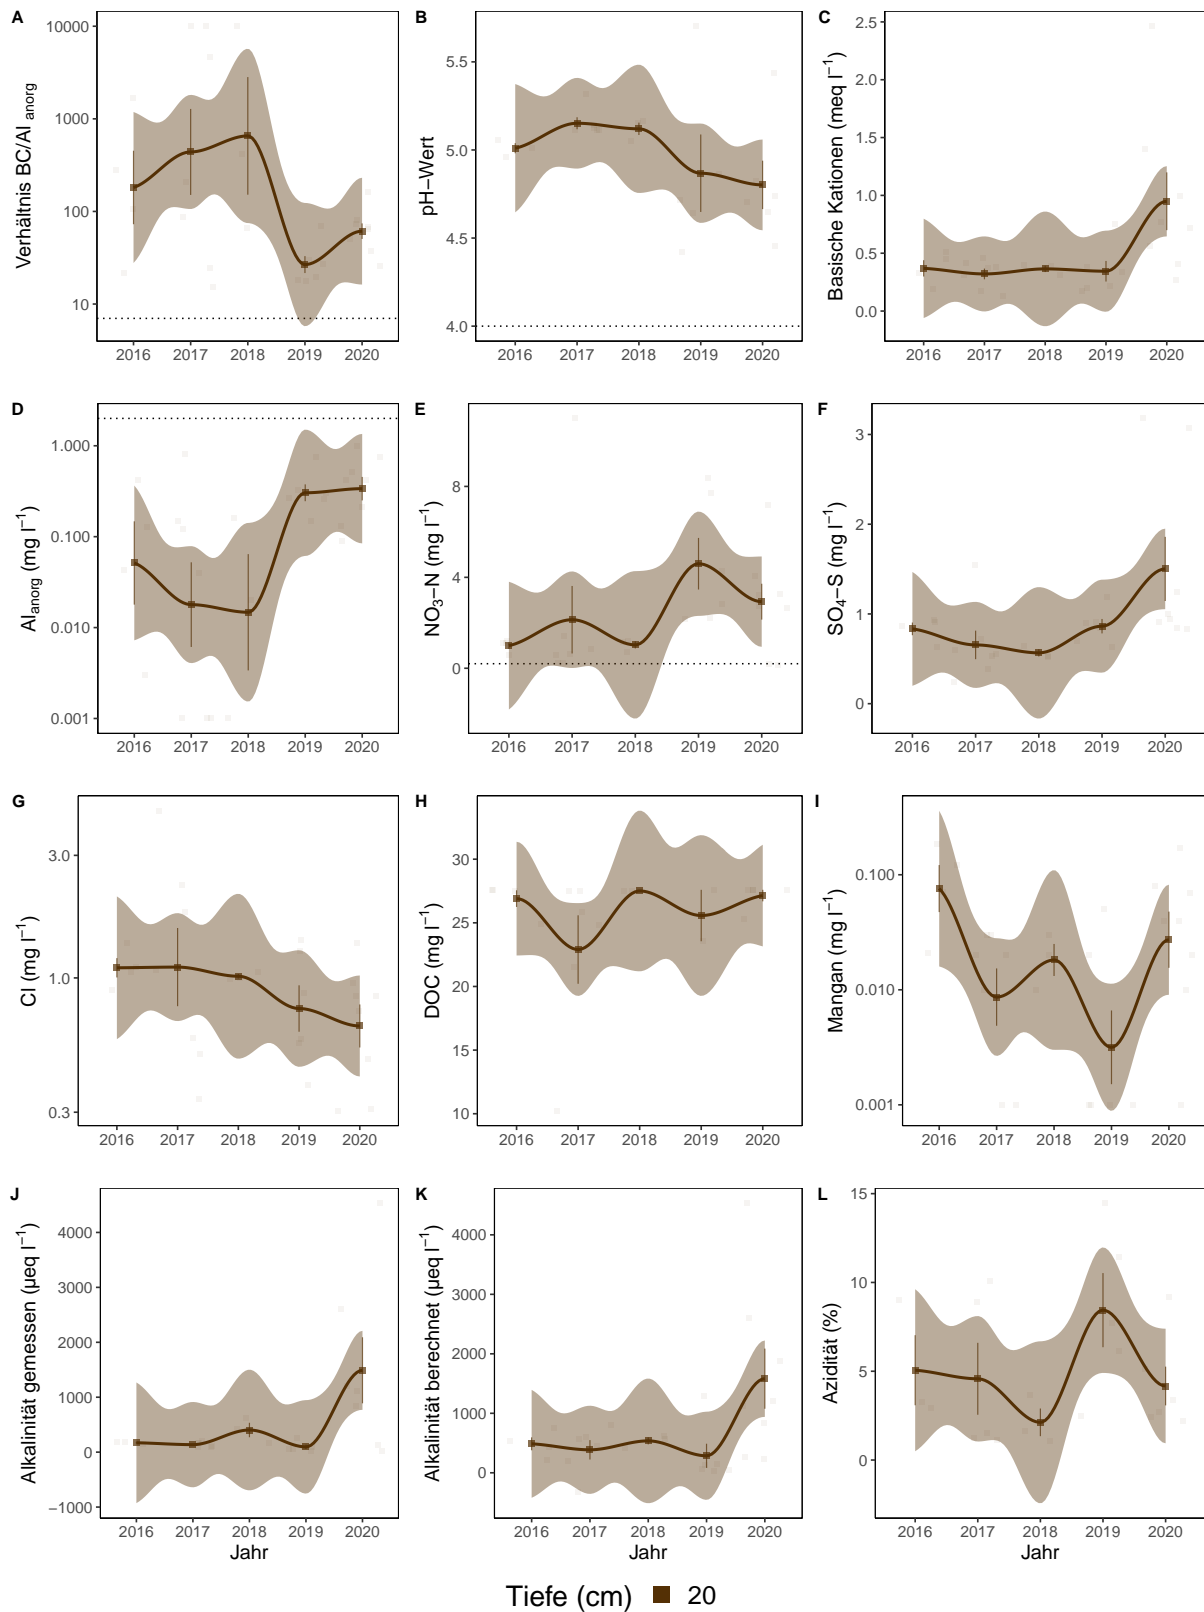 A
Verhältnis BC/Al anorg
10000
1000
100
10
2016 2017 2018 2019 2020
B
pH−Wert
5.5
5.0
4.5
4.0
2016 2017 2018 2019 2020
C
Basische Kationen (meq l⁻¹)
2.5
2.0
1.5
1.0
0.5
0.0
2016 2017 2018 2019 2020
D
Al anorg (mg l⁻¹)
1.000
0.100
0.010
0.001
2016 2017 2018 2019 2020
E
NO₃−N (mg l⁻¹)
8
4
0
2016 2017 2018 2019 2020
F
SO₄−S (mg l⁻¹)
3
2
1
0
2016 2017 2018 2019 2020
G
Cl (mg l⁻¹)
3.0
1.0
0.3
2016 2017 2018 2019 2020
H
DOC (mg l⁻¹)
30
25
20
15
10
2016 2017 2018 2019 2020
I
Mangan (mg l⁻¹)
0.100
0.010
0.001
2016 2017 2018 2019 2020
J
Alkalinität gemessen (µeq l⁻¹)
4000
3000
2000
1000
0
−1000
2016 2017 2018 2019 2020
Jahr
K
Alkalinität berechnet (µeq l⁻¹)
4000
3000
2000
1000
0
2016 2017 2018 2019 2020
Jahr
L
Azidität (%)
15
10
5
0
2016 2017 2018 2019 2020
Jahr
Tiefe (cm) 20